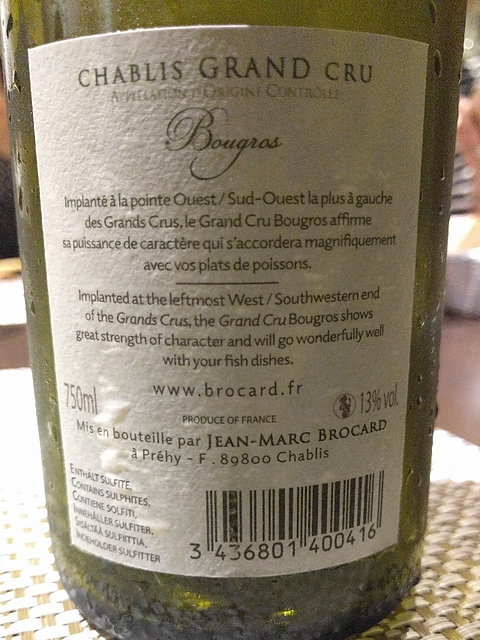 CHABLIS GRAND CRU
APPELLATION D'ORIGINE CONTRÔLÉE
Bougros
Implanté à la pointe Ouest / Sud-Ouest la plus à gauche
des Grands Crus, le Grand Cru Bougros affirme
sa puissance de caractère qui s'accordera magnifiquement
avec vos plats de poissons.
Implanted at the leftmost West / Southwestern end
of the Grands Crus, the Grand Cru Bougros shows
great strength of character and will go wonderfully well
with your fish dishes.
www.brocard.fr
750ml
13% vol.
PRODUCE OF FRANCE
Mis en bouteille par JEAN-MARC BROCARD
à Préhy - F . 89800 Chablis
ENTHÄLT SULFITE,
CONTAINS SULPHITES,
CONTIENE SOLFITI,
INNEHÅLLER SULFITER,
SISÄLTÄÄ SULFIITTIA,
INDEHOLDER SULFITTER
3 436801 400416